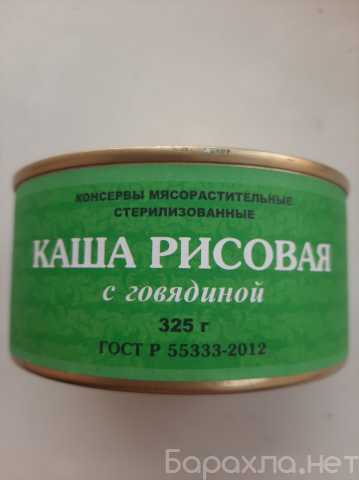 КОНСЕРВЫ МЯСОРАСТИТЕЛЬНЫЕ
СТЕРИЛИЗОВАННЫЕ
КАША РИСОВАЯ
с говядиной
325 г
ГОСТ Р 55333-2012
Барахла.нет